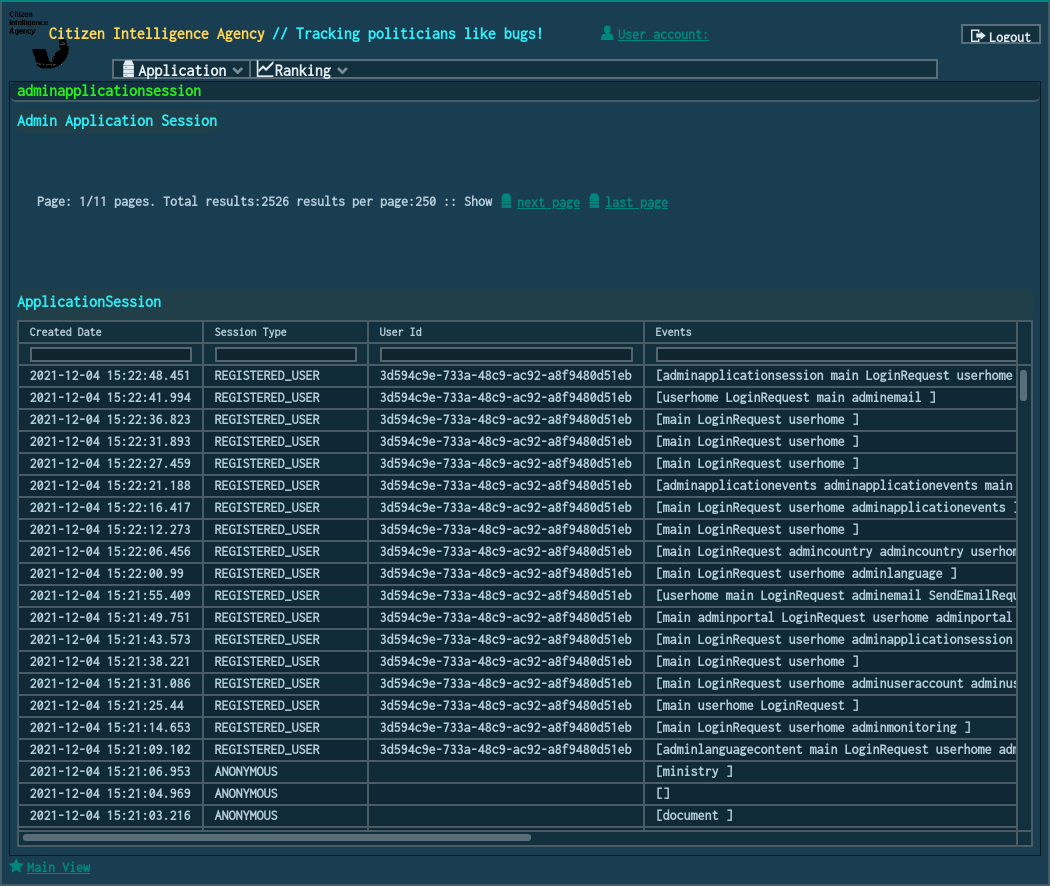 Citizen
Intelligence
Agency
Citizen Intelligence Agency // Tracking politicians like bugs!
User account:
Logout
Application
Ranking
adminapplicationsession
Admin Application Session
Page: 1/11 pages. Total results:2526 results per page:250 :: Show next page last page
ApplicationSession
Created Date Session Type User Id Events
2021-12-04 15:22:48.451 REGISTERED_USER 3d594c9e-733a-48c9-ac92-a8f9480d51eb [adminapplicationsession main LoginRequest userhome
2021-12-04 15:22:41.994 REGISTERED_USER 3d594c9e-733a-48c9-ac92-a8f9480d51eb [userhome LoginRequest main adminemail ]
2021-12-04 15:22:36.823 REGISTERED_USER 3d594c9e-733a-48c9-ac92-a8f9480d51eb [main LoginRequest userhome ]
2021-12-04 15:22:31.893 REGISTERED_USER 3d594c9e-733a-48c9-ac92-a8f9480d51eb [main LoginRequest userhome ]
2021-12-04 15:22:27.459 REGISTERED_USER 3d594c9e-733a-48c9-ac92-a8f9480d51eb [main LoginRequest userhome ]
2021-12-04 15:22:21.188 REGISTERED_USER 3d594c9e-733a-48c9-ac92-a8f9480d51eb [adminapplicationevents adminapplicationevents main
2021-12-04 15:22:16.417 REGISTERED_USER 3d594c9e-733a-48c9-ac92-a8f9480d51eb [main LoginRequest userhome adminapplicationevents ]
2021-12-04 15:22:12.273 REGISTERED_USER 3d594c9e-733a-48c9-ac92-a8f9480d51eb [main LoginRequest userhome ]
2021-12-04 15:22:06.456 REGISTERED_USER 3d594c9e-733a-48c9-ac92-a8f9480d51eb [main LoginRequest admincountry admincountry userhom
2021-12-04 15:22:00.99 REGISTERED_USER 3d594c9e-733a-48c9-ac92-a8f9480d51eb [main LoginRequest userhome adminlanguage ]
2021-12-04 15:21:55.409 REGISTERED_USER 3d594c9e-733a-48c9-ac92-a8f9480d51eb [userhome main LoginRequest adminemail SendEmailRequ
2021-12-04 15:21:49.751 REGISTERED_USER 3d594c9e-733a-48c9-ac92-a8f9480d51eb [main adminportal LoginRequest userhome adminportal
2021-12-04 15:21:43.573 REGISTERED_USER 3d594c9e-733a-48c9-ac92-a8f9480d51eb [main LoginRequest userhome adminapplicationsession
2021-12-04 15:21:38.221 REGISTERED_USER 3d594c9e-733a-48c9-ac92-a8f9480d51eb [main LoginRequest userhome ]
2021-12-04 15:21:31.086 REGISTERED_USER 3d594c9e-733a-48c9-ac92-a8f9480d51eb [main LoginRequest userhome adminuseraccount adminus
2021-12-04 15:21:25.44 REGISTERED_USER 3d594c9e-733a-48c9-ac92-a8f9480d51eb [main userhome LoginRequest ]
2021-12-04 15:21:14.653 REGISTERED_USER 3d594c9e-733a-48c9-ac92-a8f9480d51eb [main LoginRequest userhome adminmonitoring ]
2021-12-04 15:21:09.102 REGISTERED_USER 3d594c9e-733a-48c9-ac92-a8f9480d51eb [adminlanguagecontent main LoginRequest userhome adm
2021-12-04 15:21:06.953 ANONYMOUS [ministry ]
2021-12-04 15:21:04.969 ANONYMOUS []
2021-12-04 15:21:03.216 ANONYMOUS [document ]
Main View